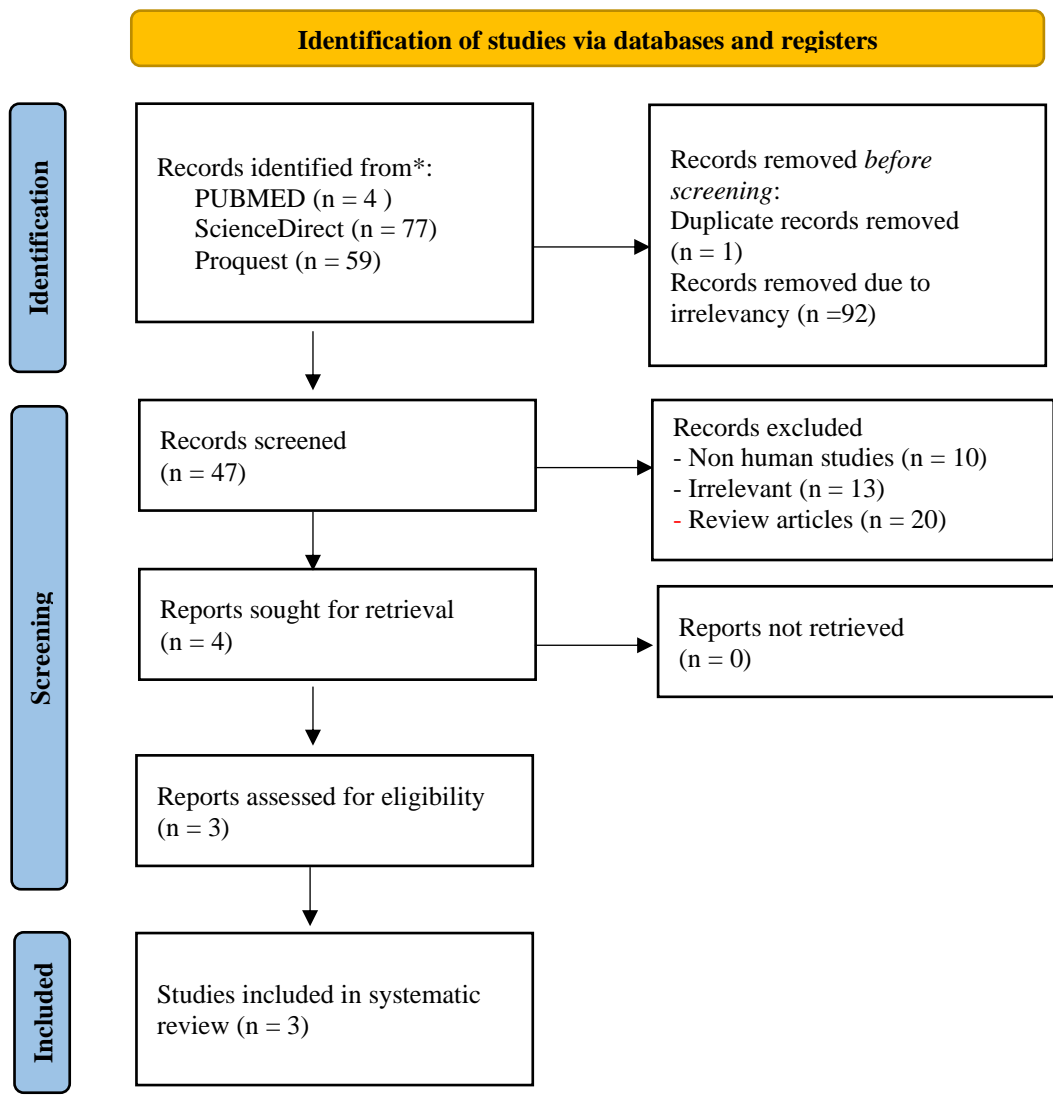 Identification of studies via databases and registers
Identification
Records identified from*:
PUBMED (n = 4 )
ScienceDirect (n = 77)
Proquest (n = 59)
Records removed before
screening:
Duplicate records removed
(n = 1)
Records removed due to
irrelevancy (n =92)
Screening
Records screened
(n = 47)
Records excluded
- Non human studies (n = 10)
- Irrelevant (n = 13)
- Review articles (n = 20)
Reports sought for retrieval
(n = 4)
Reports not retrieved
(n = 0)
Reports assessed for eligibility
(n = 3)
Included
Studies included in systematic
review (n = 3)